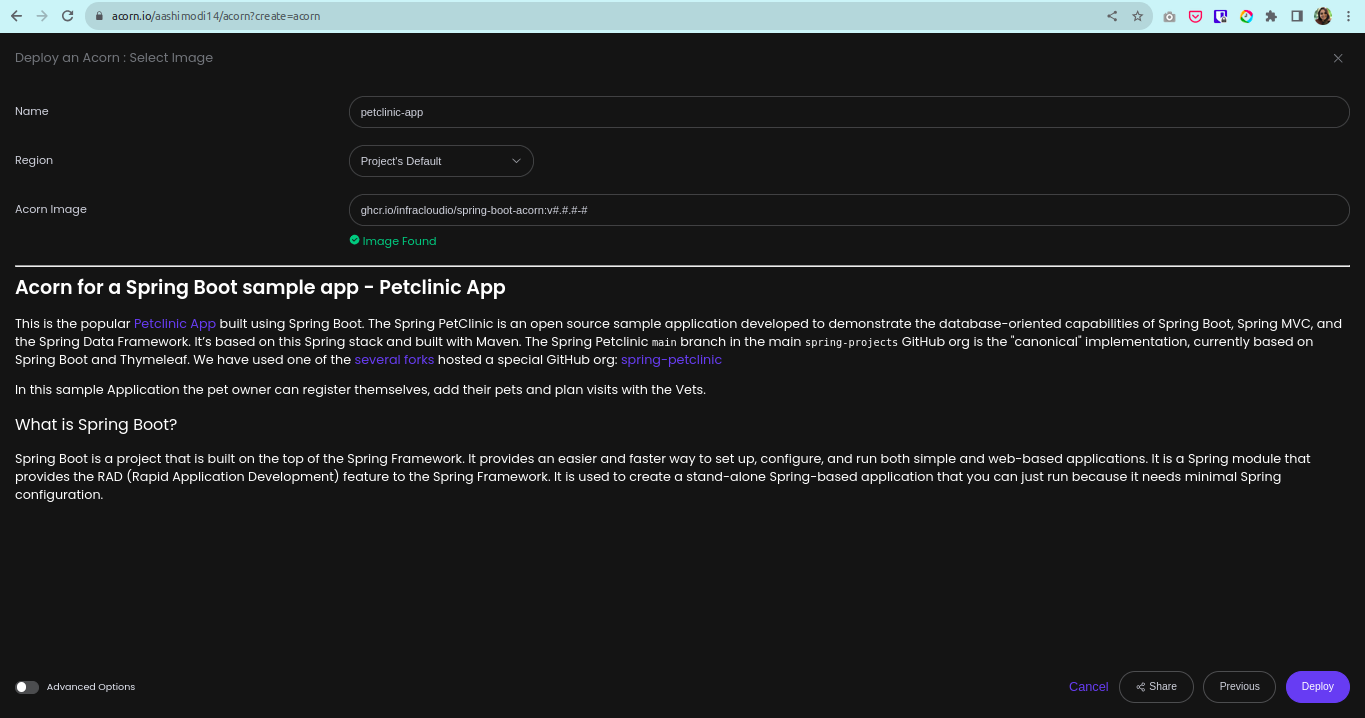 acorn.io/aashimodi14/acorn?create=acorn
Deploy an Acorn : Select Image
Name
petclinic-app
Region
Project's Default
Acorn Image
ghcr.io/infracloudio/spring-boot-acorn:v#.#.#-#
Image Found
Acorn for a Spring Boot sample app - Petclinic App
This is the popular Petclinic App built using Spring Boot. The Spring PetClinic is an open source sample application developed to demonstrate the database-oriented capabilities of Spring Boot, Spring MVC, and
the Spring Data Framework. It's based on this Spring stack and built with Maven. The Spring Petclinic main branch in the main spring-projects GitHub org is the "canonical" implementation, currently based on
Spring Boot and Thymeleaf. We have used one of the several forks hosted a special GitHub org: spring-petclinic
In this sample Application the pet owner can register themselves, add their pets and plan visits with the Vets.
What is Spring Boot?
Spring Boot is a project that is built on the top of the Spring Framework. It provides an easier and faster way to set up, configure, and run both simple and web-based applications. It is a Spring module that
provides the RAD (Rapid Application Development) feature to the Spring Framework. It is used to create a stand-alone Spring-based application that you can just run because it needs minimal Spring
configuration.
Advanced Options
Cancel
Share
Previous
Deploy